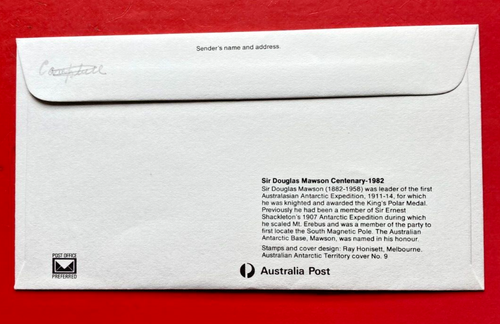 Sender's name and address.
Campbell
Sir Douglas Mawson Centenary-1982
Sir Douglas Mawson (1882-1958) was leader of the first
Australasian Antarctic Expedition, 1911-14, for which
he was knighted and awarded the King's Polar Medal.
Previously he had been a member of Sir Ernest
Shackleton's 1907 Antarctic Expedition during which
he scaled Mt. Erebus and was a member of the party to
first locate the South Magnetic Pole. The Australian
Antarctic Base, Mawson, was named in his honour.
Stamps and cover design: Ray Honisett, Melbourne.
Australian Antarctic Territory cover No. 9
POST OFFICE
PREFERRED
Australia Post